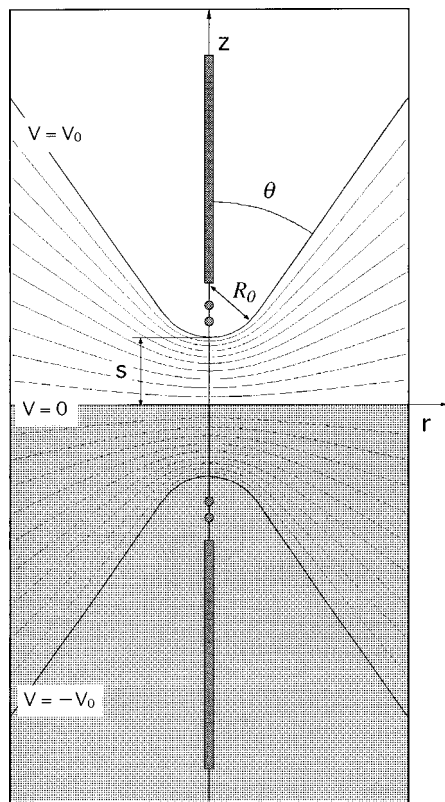 z
V = V₀
θ
R₀
s
V = 0
r
V = −V₀